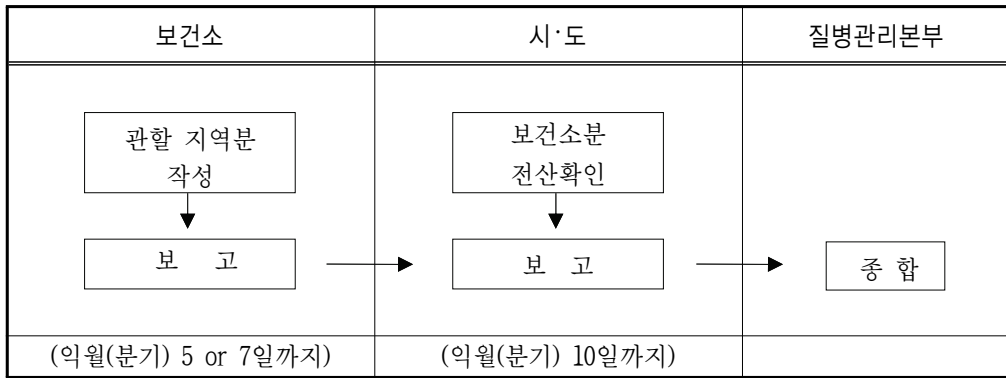 보건소
시·도
질병관리본부
관할 지역분
작성
보건소분
전산확인
보 고
보 고
종 합
(익월(분기) 5 or 7일까지)
(익월(분기) 10일까지)